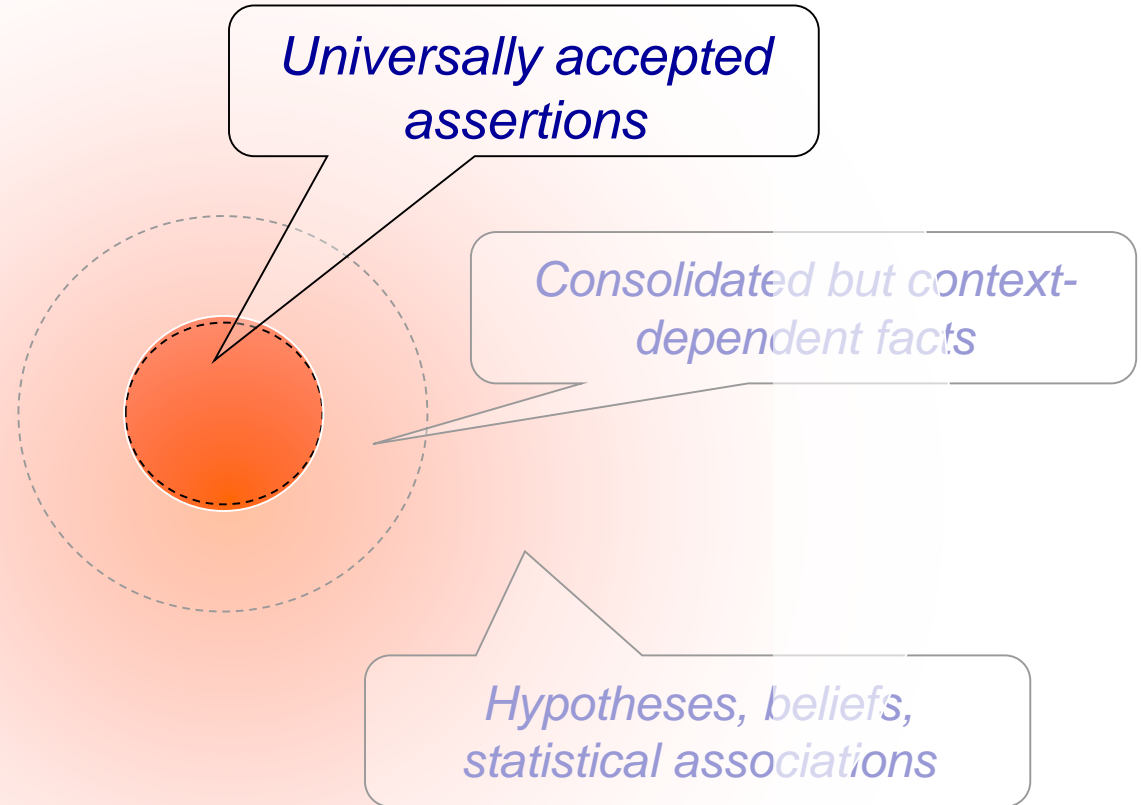 Universally accepted
assertions
Consolidated but context-
dependent facts
Hypotheses, beliefs,
statistical associations